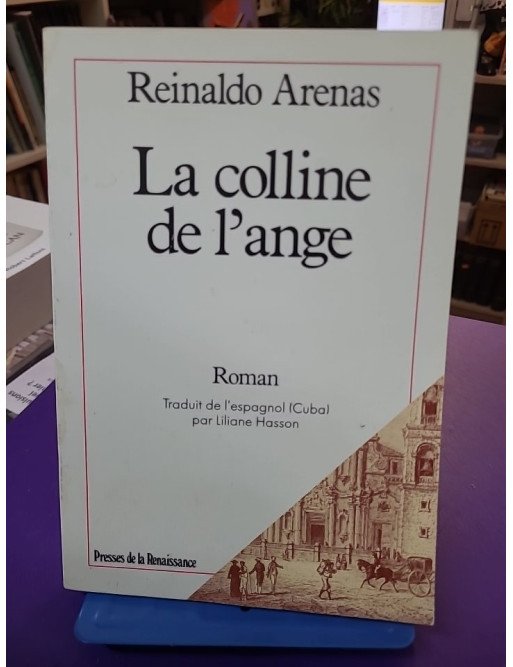 Reinaldo Arenas
La colline
de l'ange
Roman
Traduit de l'espagnol (Cuba)
par Liliane Hasson
Presses de la Renaissance